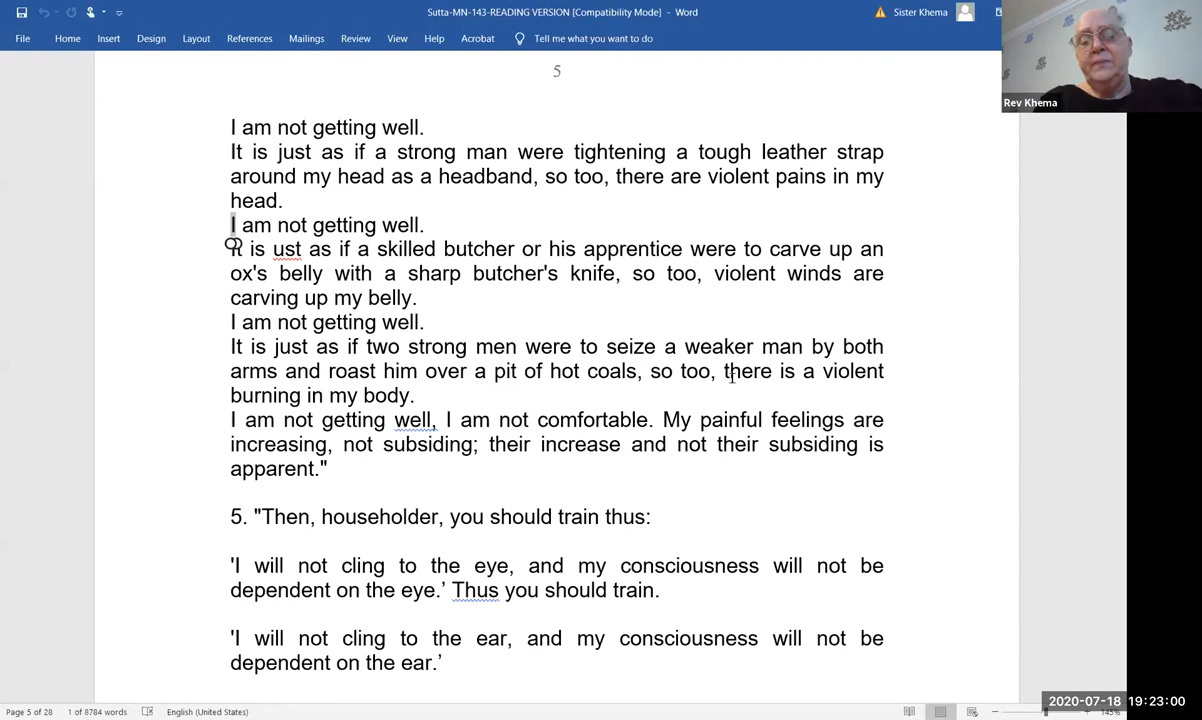 Sutta-MN-143-READING VERSION [Compatibility Mode] - Word
Sister Khema
File Home Insert Design Layout References Mailings Review View Help Acrobat Tell me what you want to do
Rev Khema
5
I am not getting well.
It is just as if a strong man were tightening a tough leather strap
around my head as a headband, so too, there are violent pains in my
head.
I am not getting well.
It is ust as if a skilled butcher or his apprentice were to carve up an
ox's belly with a sharp butcher's knife, so too, violent winds are
carving up my belly.
I am not getting well.
It is just as if two strong men were to seize a weaker man by both
arms and roast him over a pit of hot coals, so too, there is a violent
burning in my body.
I am not getting well, I am not comfortable. My painful feelings are
increasing, not subsiding; their increase and not their subsiding is
apparent."
5. "Then, householder, you should train thus:
'I will not cling to the eye, and my consciousness will not be
dependent on the eye.’ Thus you should train.
'I will not cling to the ear, and my consciousness will not be
dependent on the ear.’
Page 5 of 28 1 of 8784 words English (United States) 145%
2020-07-18 19:23:00